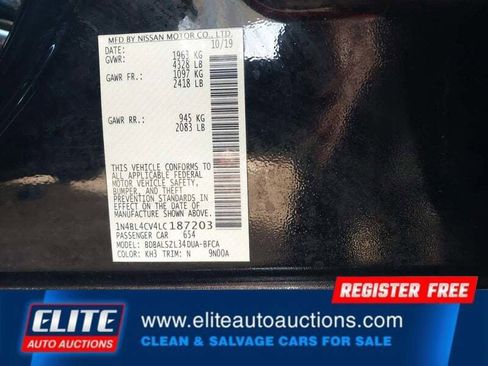 MFD BY NISSAN MOTOR CO., LTD.
DATE: 10/19
GVWR: 1963 KG
4328 LB
GAWR FR.: 1097 KG
2418 LB
GAWR RR.: 945 KG
2083 LB
THIS VEHICLE CONFORMS TO
ALL APPLICABLE FEDERAL
MOTOR VEHICLE SAFETY,
BUMPER, AND THEFT
PREVENTION STANDARDS
IN EFFECT ON THE DATE OF
MANUFACTURE SHOWN ABOVE.
1N4BL4CV4LC187203
PASSENGER CAR 654
MODEL: BDBALSZL34DUA-BFCA
COLOR: KH3 TRIM: N 9N00A
REGISTER FREE
ELITE
AUTO AUCTIONS
www.eliteautoauctions.com
CLEAN & SALVAGE CARS FOR SALE